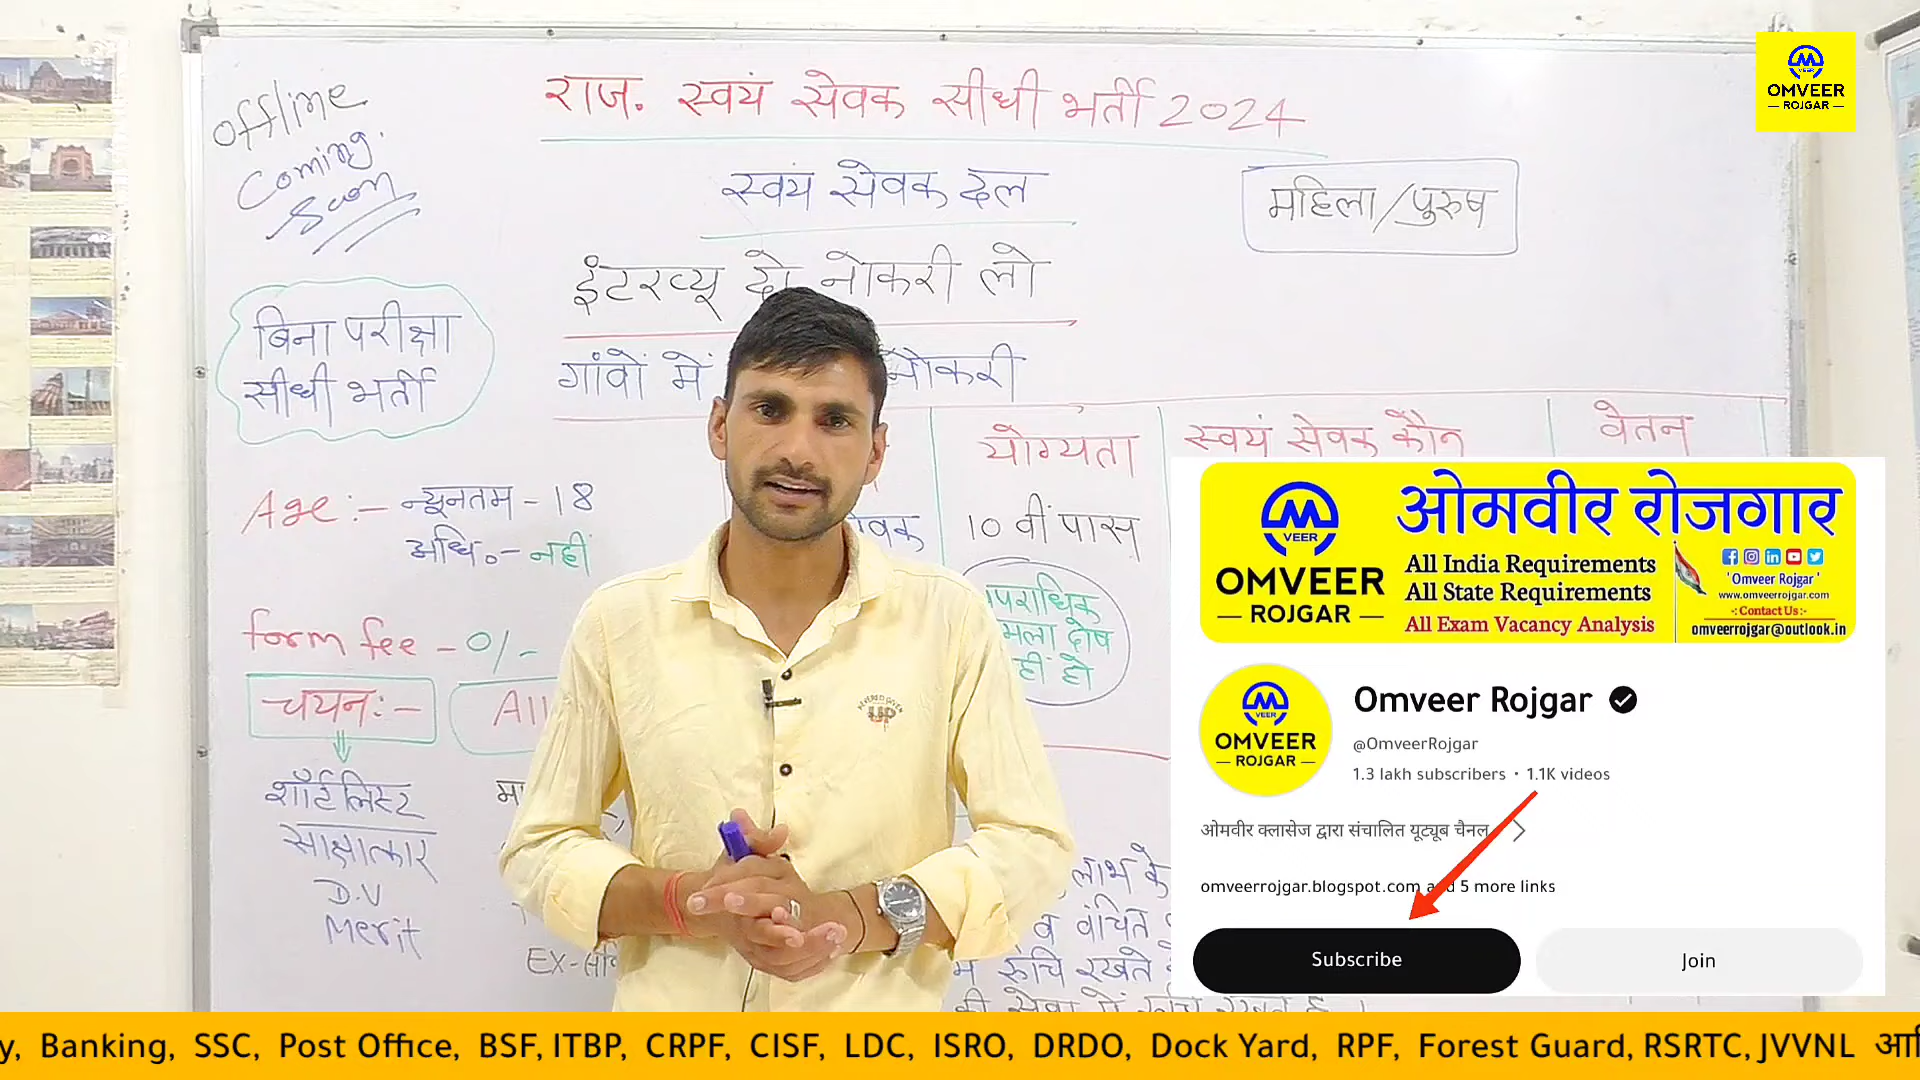 offline
coming
soon
राज. स्वयं सेवक सीधी भर्ती 2024
स्वयं सेवक दल
महिला/पुरुष
इंटरव्यू दो नोकरी लो
गांवों में
नौकरी
बिना परीक्षा
सीधी भर्ती
योग्यता
स्वयं सेवक कौन
वेतन
Age:- न्यूनतम - 18
अधि०- नहीं
10 वीं पास
form fee - 0/-
चयन:-
All
शॉर्टलिस्ट
साक्षात्कार
D.V
Merit
लाभ के
व वंचित
रुचि रखते
OMVEER
ROJGAR
VEER
OMVEER
ROJGAR
ओमवीर रोजगार
All India Requirements
All State Requirements
All Exam Vacancy Analysis
'Omveer Rojgar'
www.omveerrojgar.com
-: Contact Us :-
omveerrojgar@outlook.in
VEER
OMVEER
ROJGAR
Omveer Rojgar
@OmveerRojgar
1.3 lakh subscribers • 1.1K videos
ओमवीर क्लासेज द्वारा संचालित यूट्यूब चैनल
omveerrojgar.blogspot.com and 5 more links
Subscribe
Join
UP
y, Banking, SSC, Post Office, BSF, ITBP, CRPF, CISF, LDC, ISRO, DRDO, Dock Yard, RPF, Forest Guard, RSRTC, JVVNL